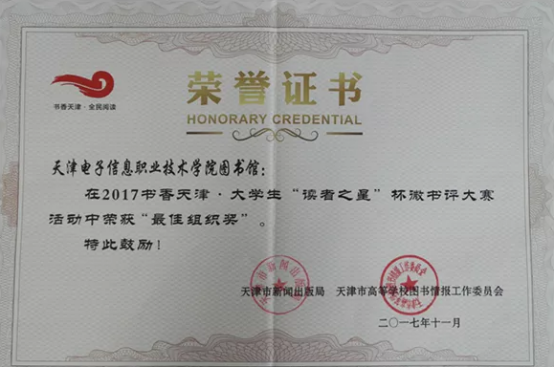 书香天津·全民阅读
荣誉证书
HONORARY CREDENTIAL
天津电子信息职业技术学院图书馆：
在2017书香天津·大学生“读者之星”杯微书评大赛
活动中荣获“最佳组织奖”。
特此鼓励！
天津市新闻出版局 天津市高等学校图书情报工作委员会
二〇一七年十一月